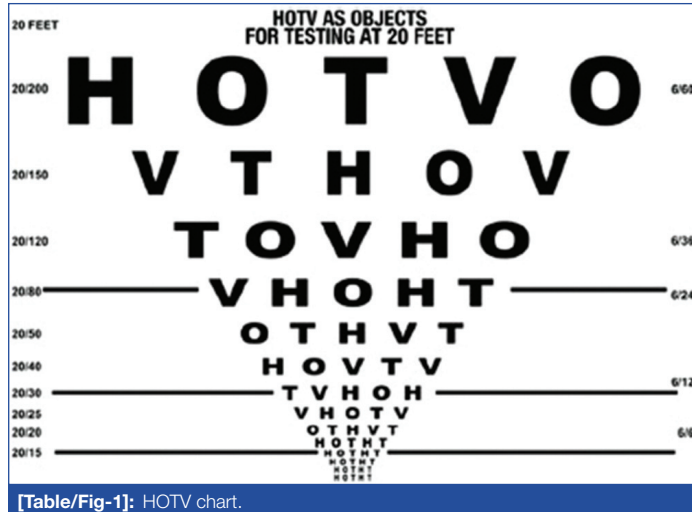 20 FEET HOTV AS OBJECTS
FOR TESTING AT 20 FEET
20/200 H O T V O 6/60
20/150 V T H O V
20/120 T O V H O 6/36
20/80 V H O H T 6/24
20/50 O T H V T
20/40 H O V T V
6/12
20/30 T V H O H
20/25 V H O T V
20/20 O T H V T 6/6
H O T H T
20/15 H O T H T
H O T H T
H O T H T
H O T H T
[Table/Fig-1]: HOTV chart.